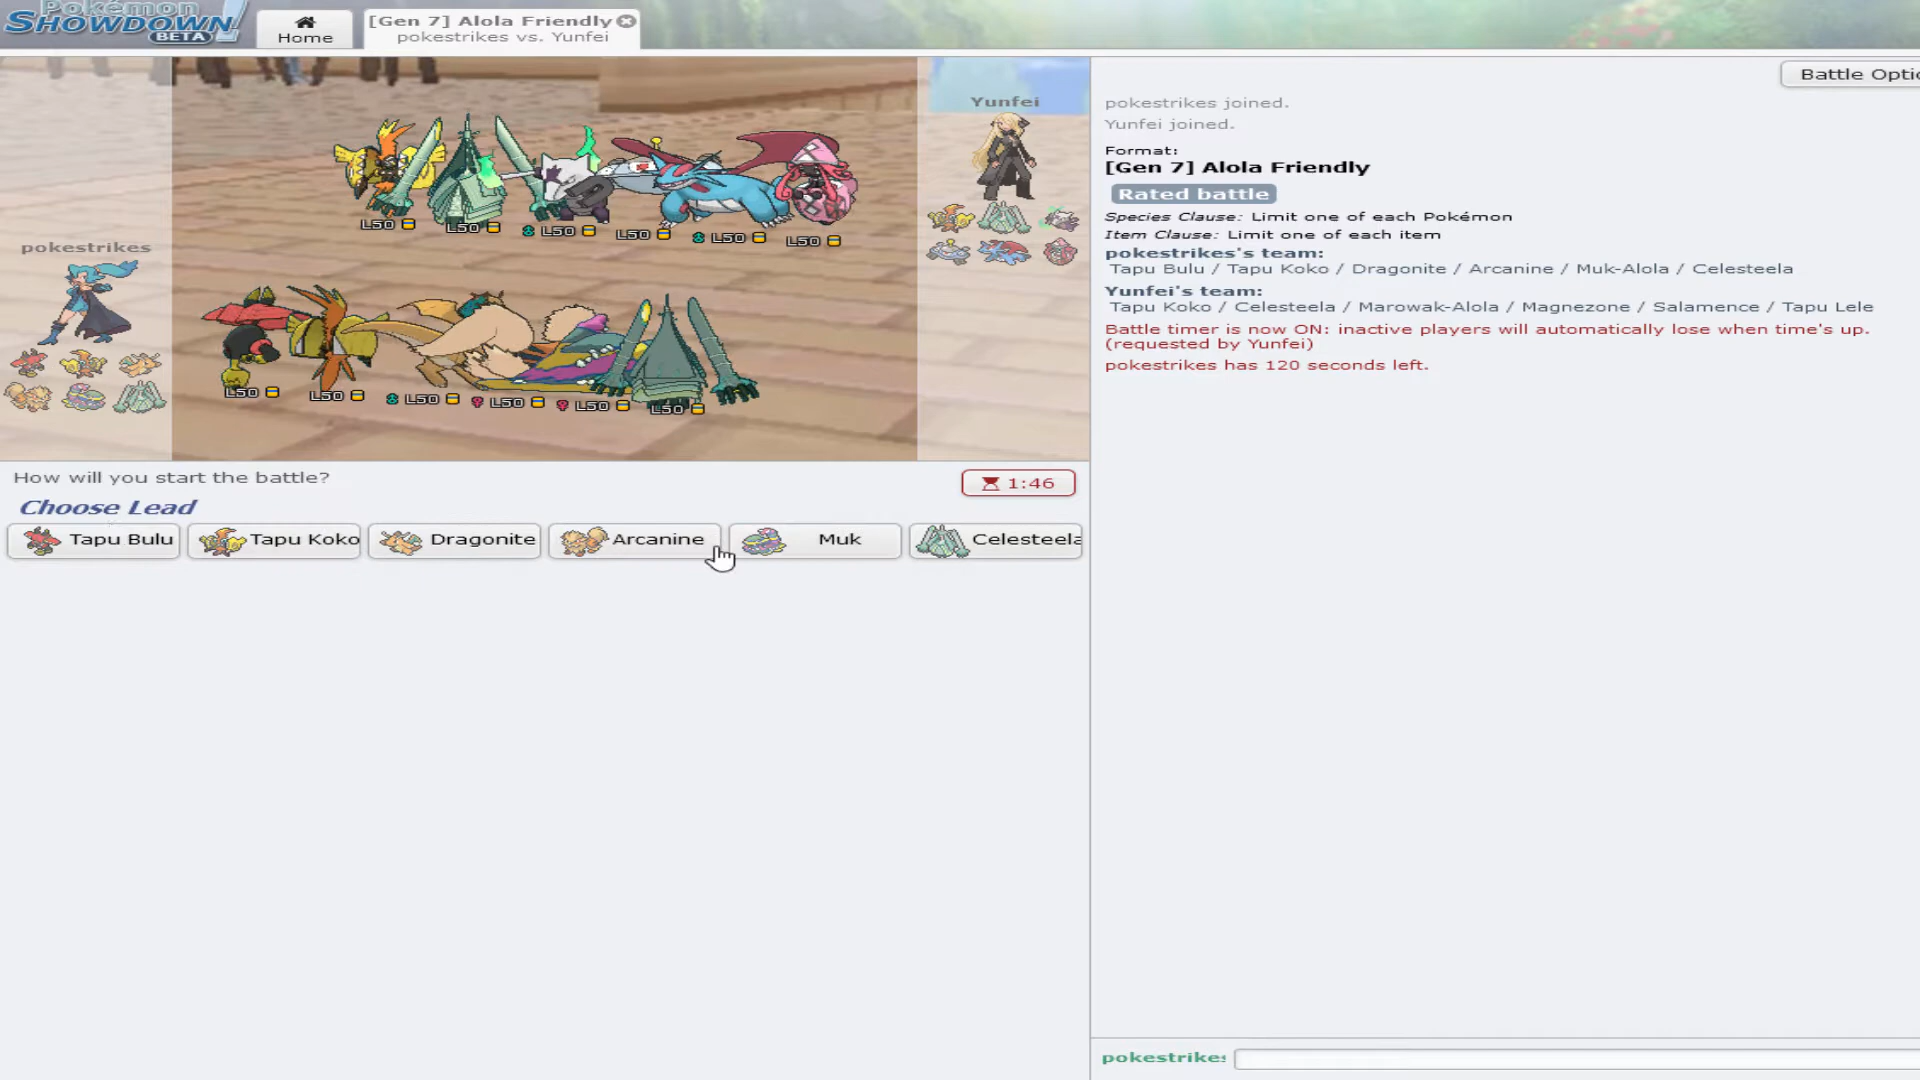 Pokémon
SHOWDOWN!
BETA
Home
[Gen 7] Alola Friendly
pokestrikes vs. Yunfei
Battle Optio
pokestrikes joined.
Yunfei joined.
Format:
[Gen 7] Alola Friendly
Rated battle
Species Clause: Limit one of each Pokémon
Item Clause: Limit one of each item
pokestrikes's team:
Tapu Bulu / Tapu Koko / Dragonite / Arcanine / Muk-Alola / Celesteela
Yunfei's team:
Tapu Koko / Celesteela / Marowak-Alola / Magnezone / Salamence / Tapu Lele
Battle timer is now ON: inactive players will automatically lose when time's up.
(requested by Yunfei)
pokestrikes has 120 seconds left.
Yunfei
pokestrikes
L50 L50 L50 L50 L50 L50
L50 L50 L50 L50 L50 L50
How will you start the battle?
1:46
Choose Lead
Tapu Bulu
Tapu Koko
Dragonite
Arcanine
Muk
Celesteela
pokestrikes: